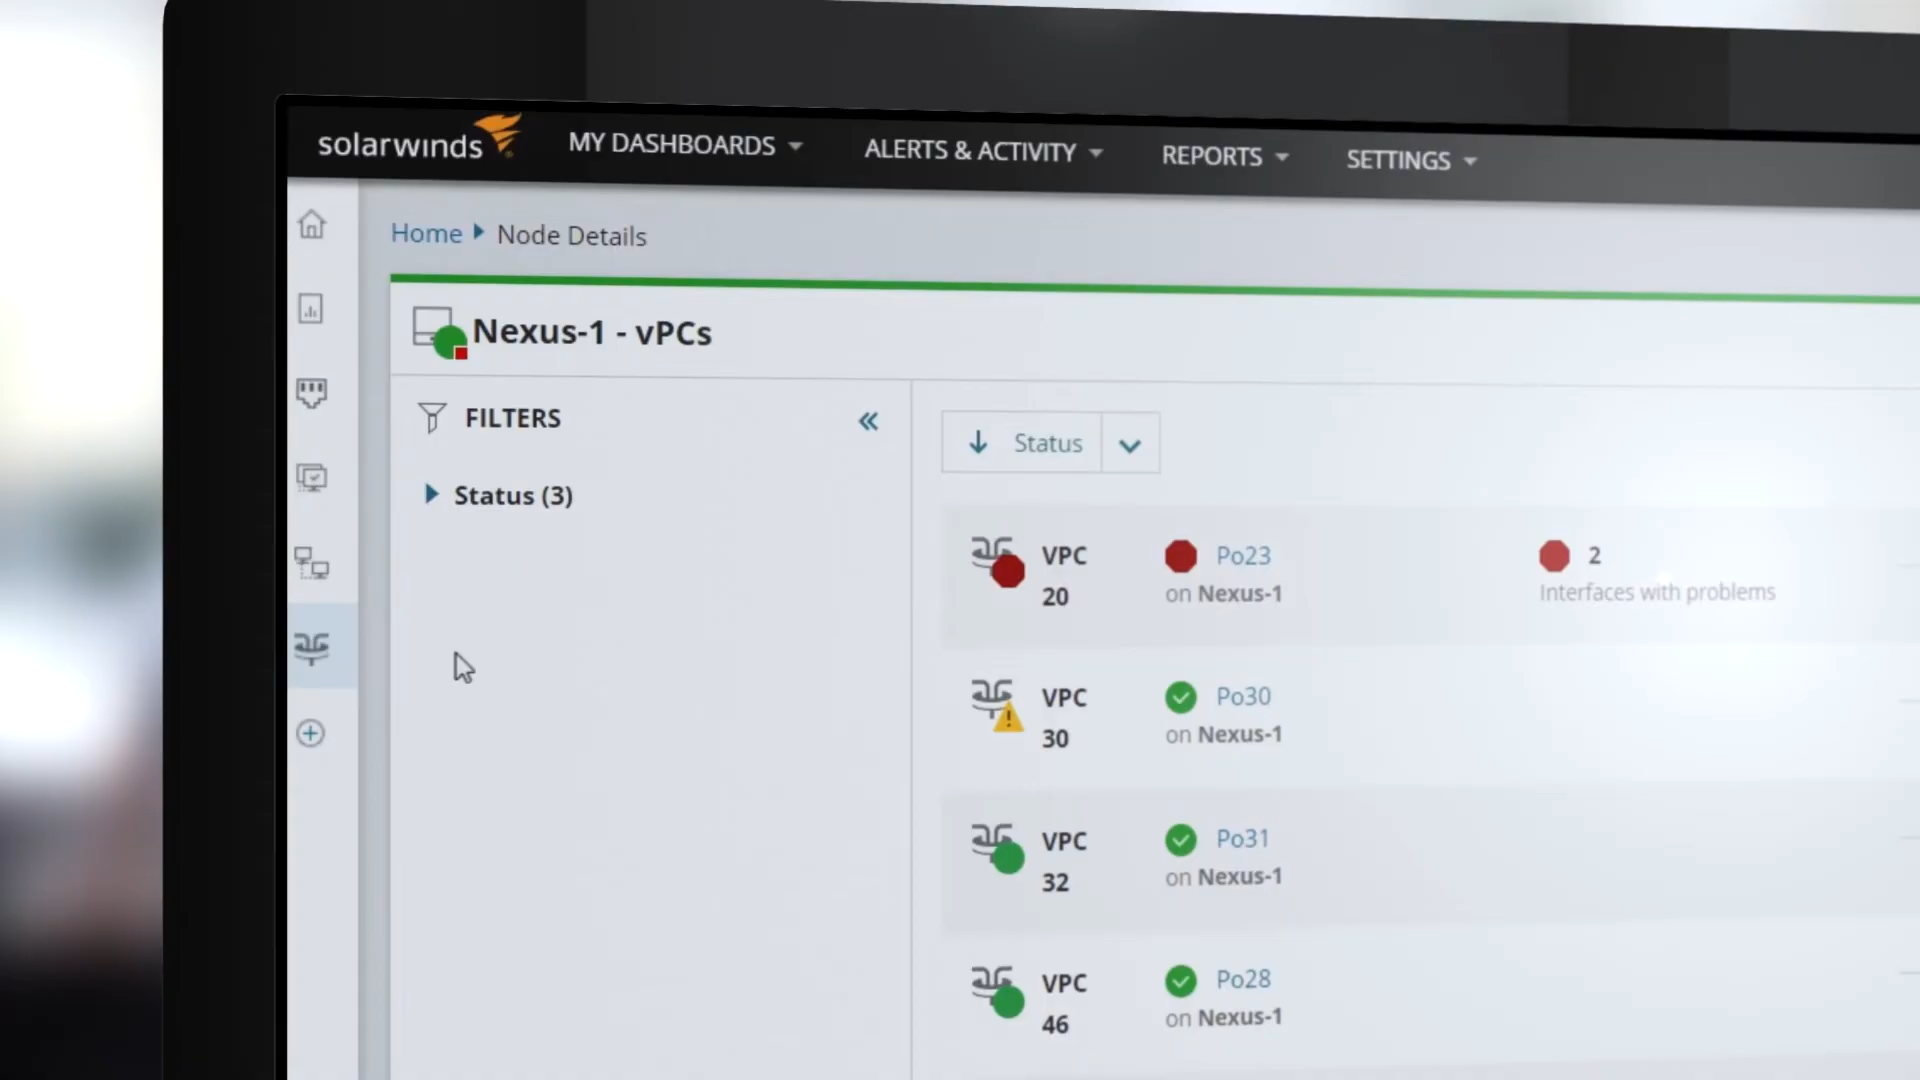 solarwinds
MY DASHBOARDS
ALERTS & ACTIVITY
REPORTS
SETTINGS
Home
Node Details
Nexus-1 - vPCs
FILTERS
Status (3)
Status
VPC
20
Po23
on Nexus-1
2
Interfaces with problems
VPC
30
Po30
on Nexus-1
VPC
32
Po31
on Nexus-1
VPC
46
Po28
on Nexus-1